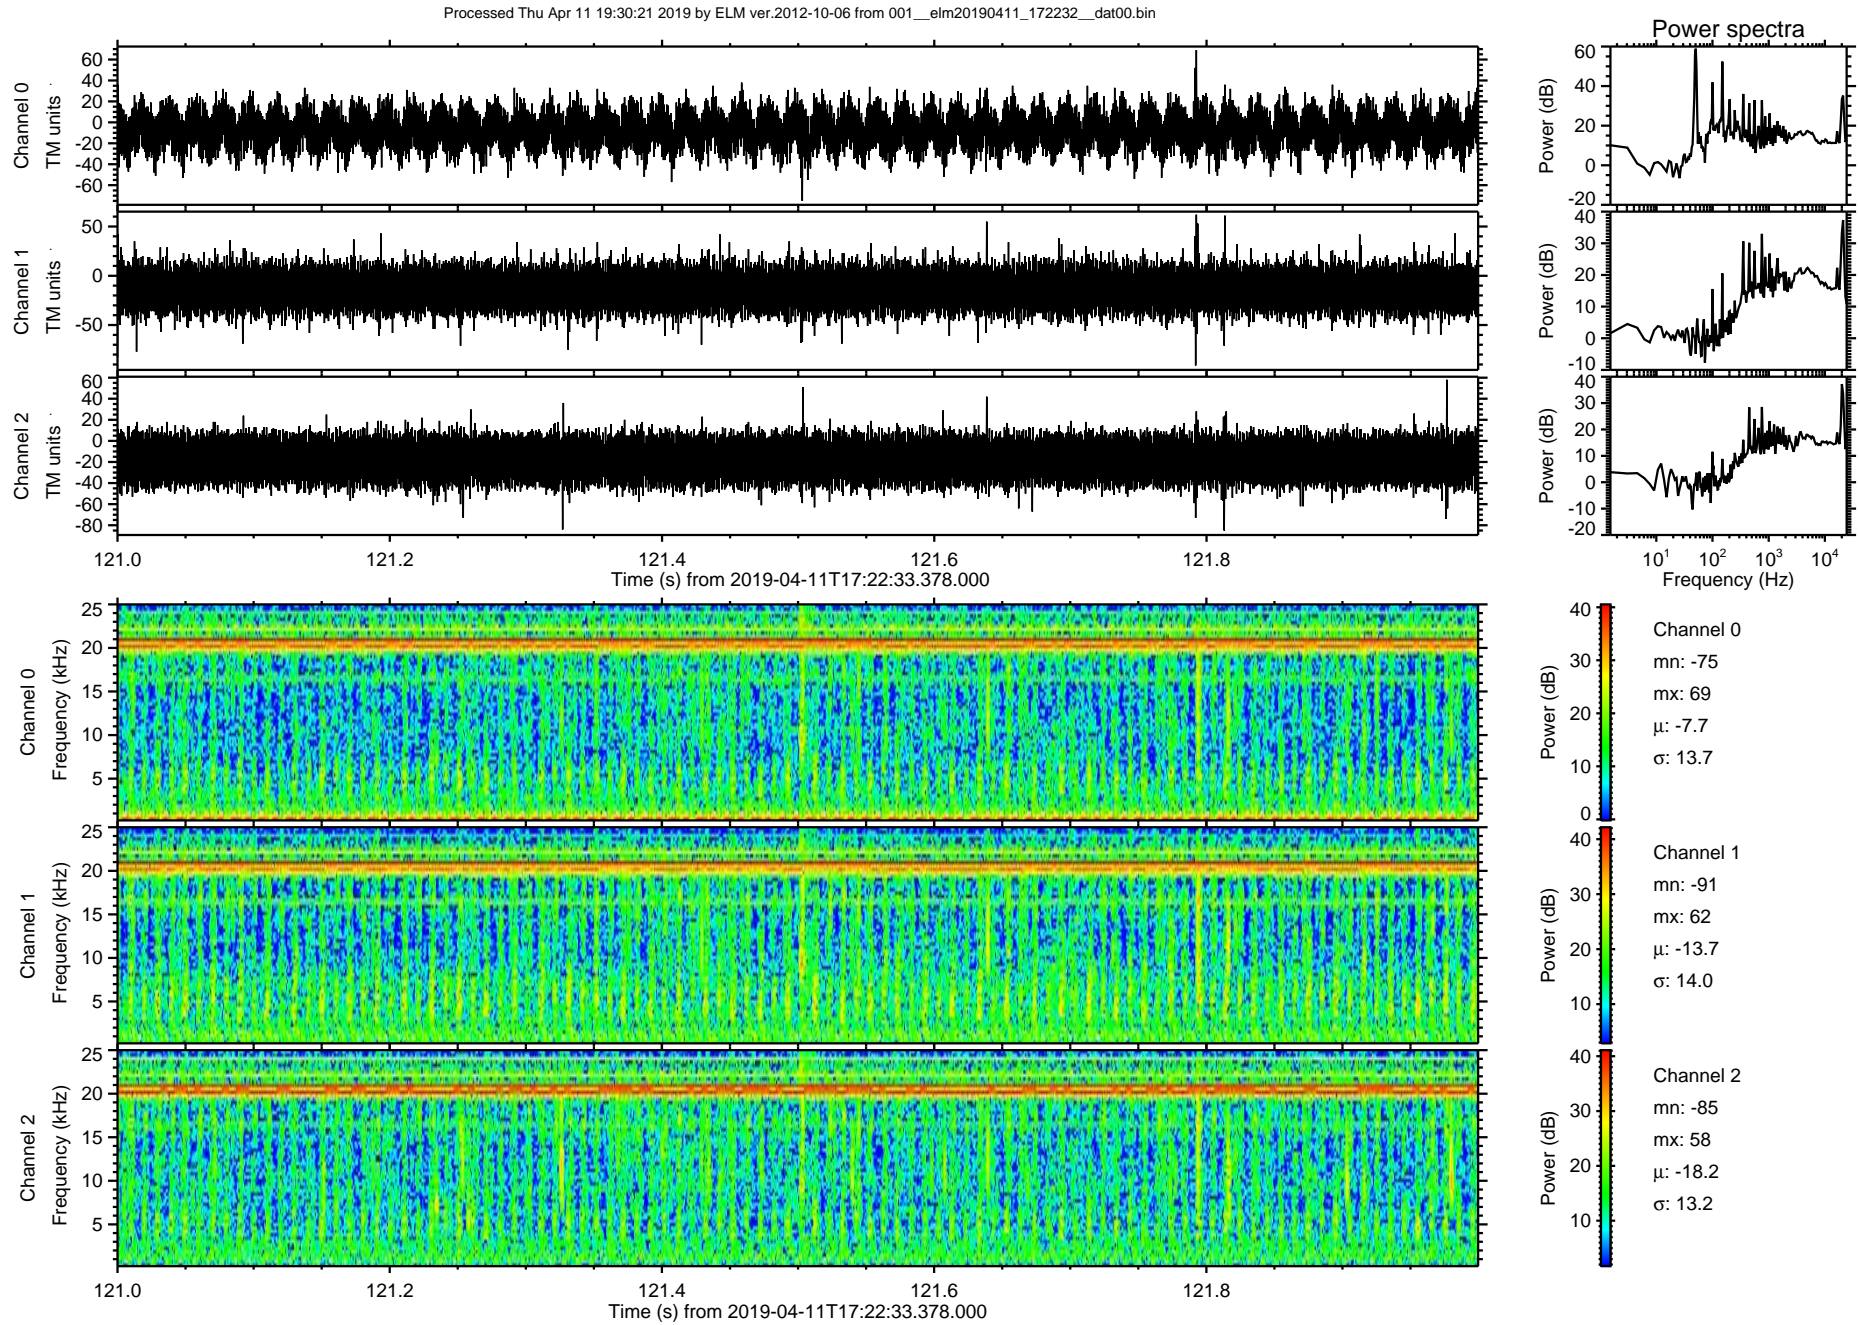 Processed Thu Apr 11 19:30:21 2019 by ELM ver.2012-10-06 from 001__elm20190411_172232__dat00.bin
Power spectra
Channel 0
TM units
60
40
20
0
-20
-40
-60
Power (dB)
60
40
20
0
-20
Channel 1
TM units
50
0
-50
Power (dB)
40
30
20
10
0
-10
Channel 2
TM units
60
40
20
0
-20
-40
-60
-80
Power (dB)
40
30
20
10
0
-10
-20
121.0 121.2 121.4 121.6 121.8
Time (s) from 2019-04-11T17:22:33.378.000
10¹ 10² 10³ 10⁴
Frequency (Hz)
Channel 0
Frequency (kHz)
25
20
15
10
5
Power (dB)
40
30
20
10
0
Channel 0
mn: -75
mx: 69
µ: -7.7
σ: 13.7
Channel 1
Frequency (kHz)
25
20
15
10
5
Power (dB)
40
30
20
10
Channel 1
mn: -91
mx: 62
µ: -13.7
σ: 14.0
Channel 2
Frequency (kHz)
25
20
15
10
5
Power (dB)
40
30
20
10
Channel 2
mn: -85
mx: 58
µ: -18.2
σ: 13.2
121.0 121.2 121.4 121.6 121.8
Time (s) from 2019-04-11T17:22:33.378.000